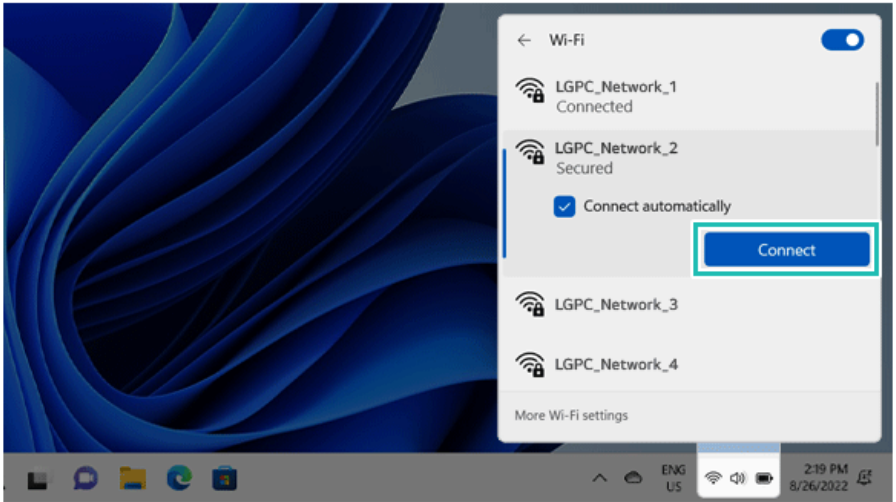 Wi-Fi
LGPC_Network_1
Connected
LGPC_Network_2
Secured
Connect automatically
Connect
LGPC_Network_3
LGPC_Network_4
More Wi-Fi settings
ENG
US
2:19 PM
8/26/2022